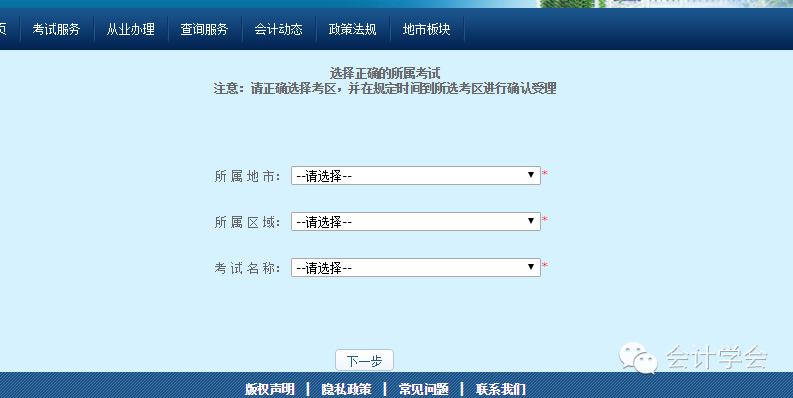 页 考试服务 从业办理 查询服务 会计动态 政策法规 地市板块
选择正确的所属考试
注意：请正确选择考区，并在规定时间到所选考区进行确认受理
所属地市： --请选择-- *
所属区域： --请选择-- *
考试名称： --请选择-- *
下一步
会计学会
版权声明 | 隐私政策 | 常见问题 | 联系我们